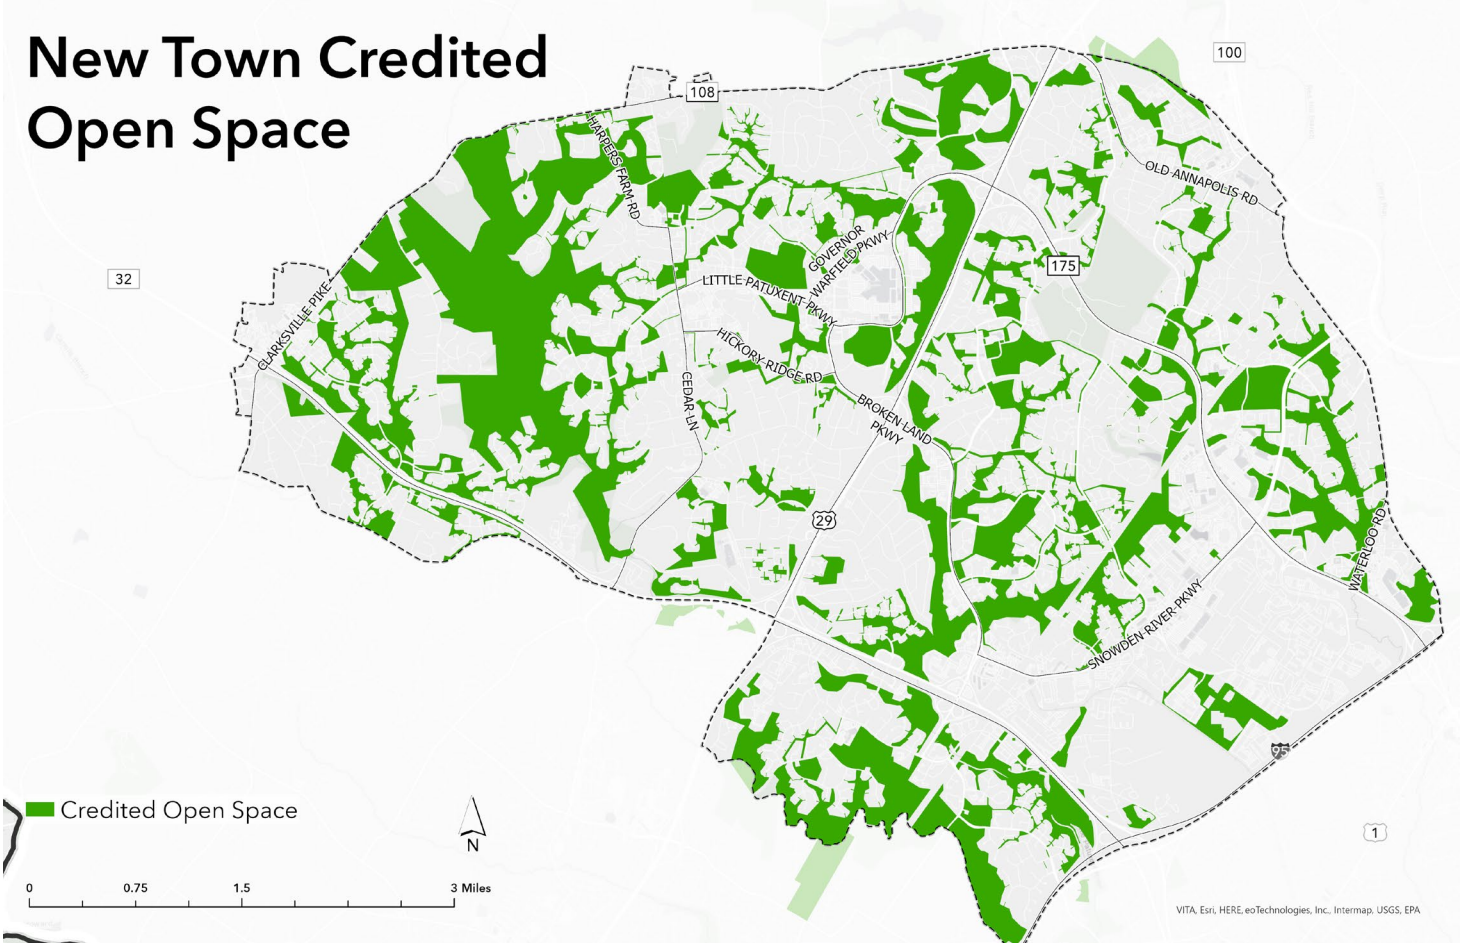 New Town Credited
Open Space
100
108
HARPERS FARM RD
OLD ANNAPOLIS RD
32
175
GOVERNOR
WARFIELD PKWY
LITTLE PATUXENT PKWY
CLARKSVILLE PIKE
HICKORY RIDGE RD
CEDAR LN
BROKEN LAND
PKWY
29
WATERLOO RD
SNOWDEN RIVER PKWY
95
Credited Open Space
1
N
0 0.75 1.5 3 Miles
VITA, Esri, HERE, eoTechnologies, Inc., Intermap, USGS, EPA